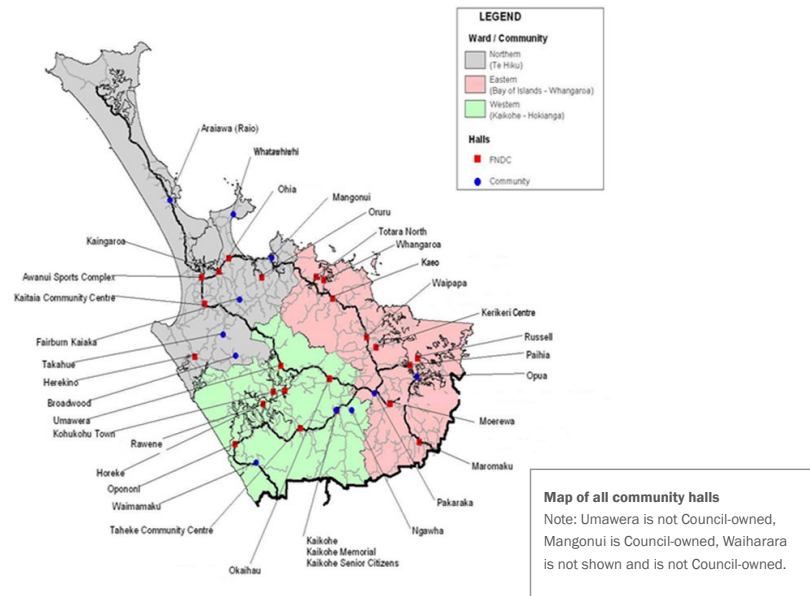 LEGEND
Ward / Community
Northern
(Te Hiku)
Eastern
(Bay of Islands - Whangaroa)
Western
(Kaikohe - Hokianga)
Halls
FNDC
Community
Araiawa (Raio)
Whatawhiwhi
Ohia
Mangonui
Oruru
Totara North
Whangaroa
Kaeo
Waipapa
Kerikeri Centre
Russell
Paihia
Opua
Kaingaroa
Awanui Sports Complex
Kaitaia Community Centre
Fairburn Kaiaka
Takahue
Herekino
Broadwood
Umawera
Kohukohu Town
Rawene
Horeke
Opononi
Waimamaku
Taheke Community Centre
Okaihau
Kaikohe
Kaikohe Memorial
Kaikohe Senior Citizens
Ngawha
Pakaraka
Maromaku
Moerewa
Map of all community halls
Note: Umawera is not Council-owned,
Mangonui is Council-owned, Waiharara
is not shown and is not Council-owned.